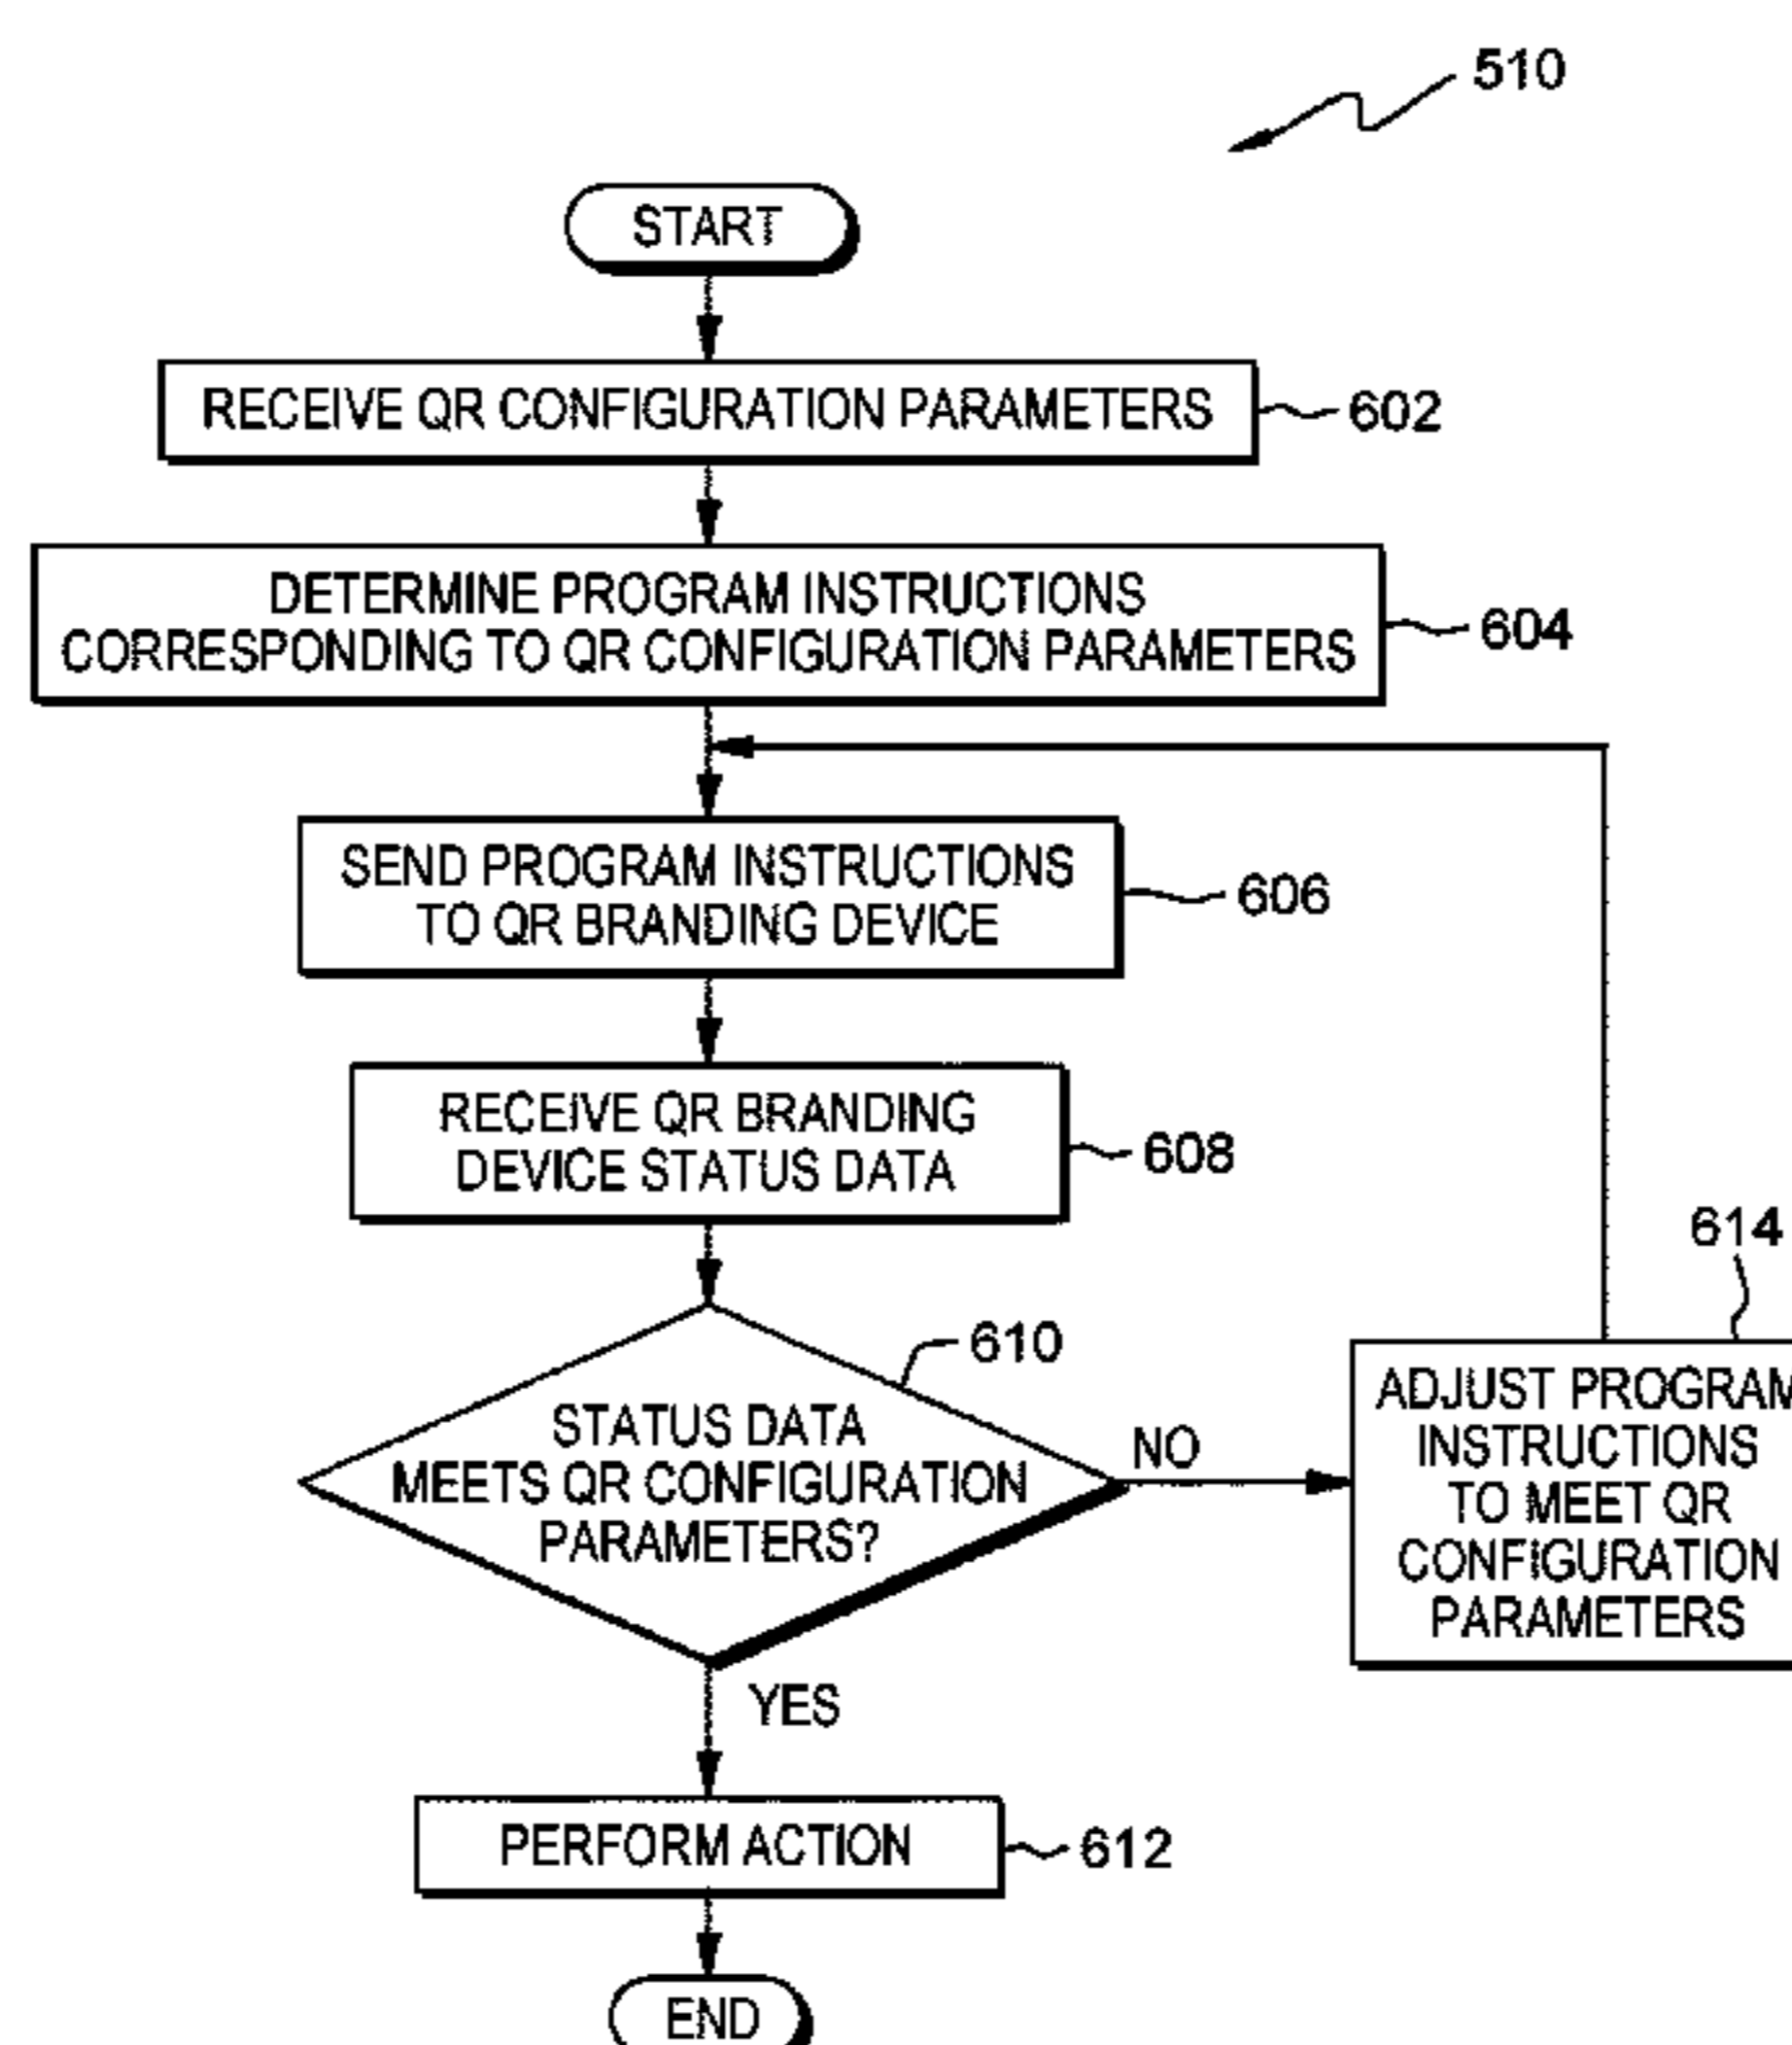 510
START
RECEIVE QR CONFIGURATION PARAMETERS
602
DETERMINE PROGRAM INSTRUCTIONS
CORRESPONDING TO QR CONFIGURATION PARAMETERS
604
SEND PROGRAM INSTRUCTIONS
TO QR BRANDING DEVICE
606
RECEIVE QR BRANDING
DEVICE STATUS DATA
608
610
STATUS DATA
MEETS QR CONFIGURATION
PARAMETERS?
NO
614
ADJUST PROGRAM
INSTRUCTIONS
TO MEET QR
CONFIGURATION
PARAMETERS
YES
PERFORM ACTION
612
END